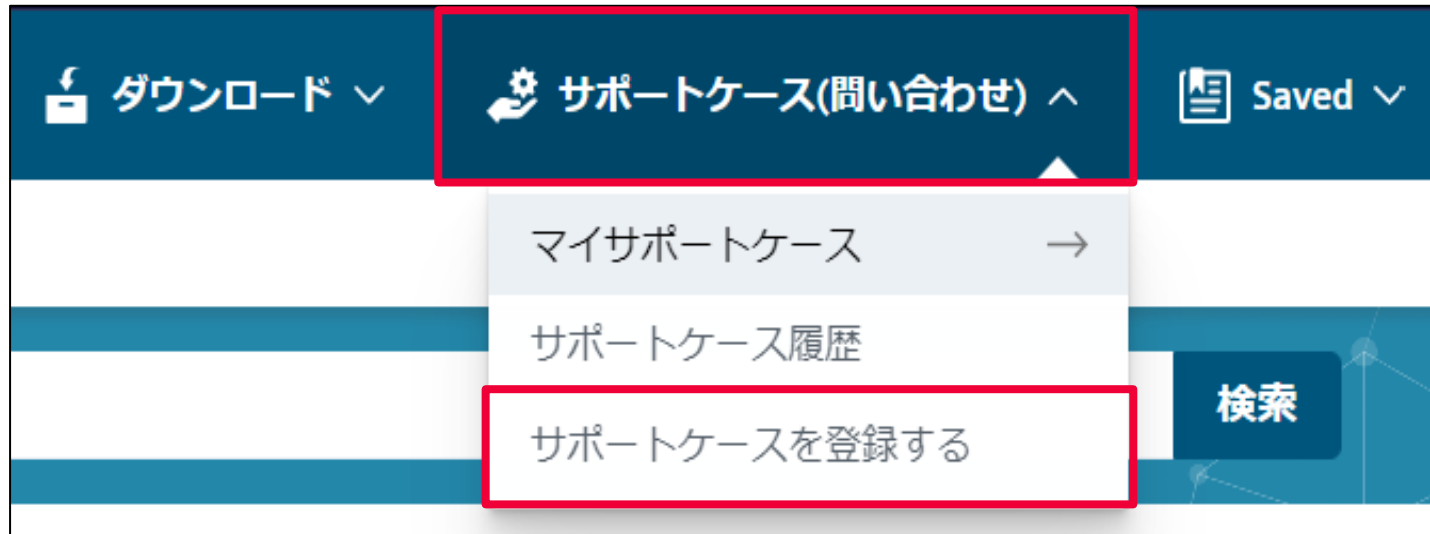 ダウンロード
サポートケース(問い合わせ)
Saved
マイサポートケース
サポートケース履歴
サポートケースを登録する
検索